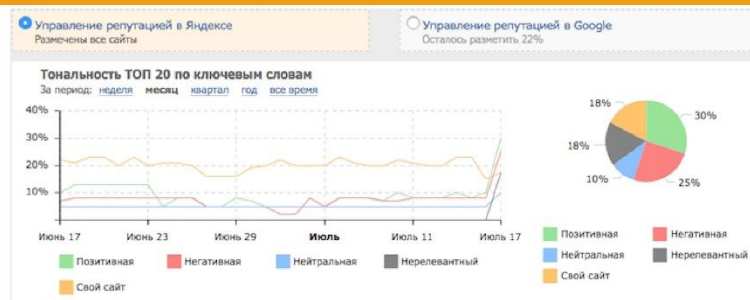 Управление репутацией в Яндексе
Размечены все сайты
Управление репутацией в Google
Осталось разметить 22%
Тональность ТОП 20 по ключевым словам
За период: неделя месяц квартал год все время
40%
30%
20%
10%
Июнь 17 Июнь 23 Июнь 29 Июль Июль 11 Июль 17
Позитивная Негативная Нейтральная Нерелевантный
Свой сайт
18%
30%
18%
10%
25%
Позитивная Негативная
Нейтральная Нерелевантный
Свой сайт